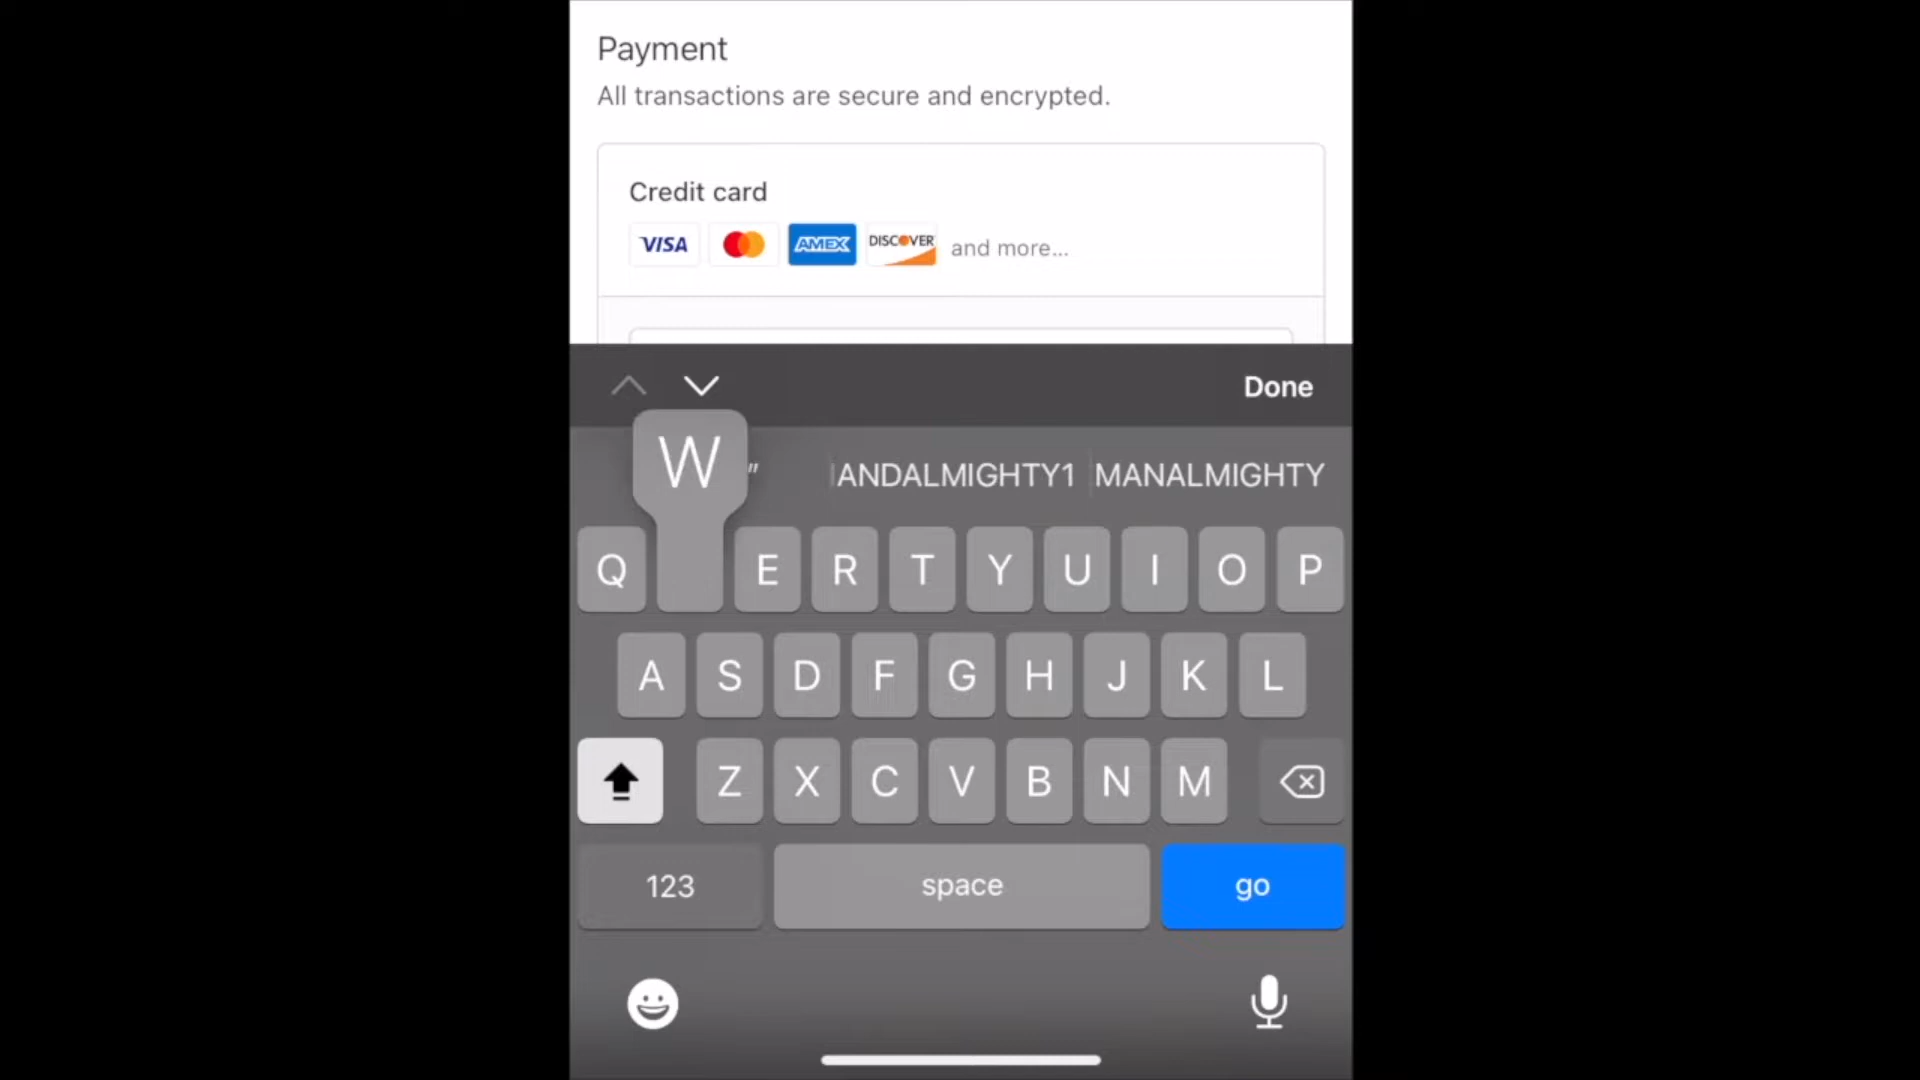 Payment
All transactions are secure and encrypted.
Credit card
VISA AMEX DISCOVER and more...
Done
W " ANDALMIGHTY1 MANALMIGHTY
Q E R T Y U I O P
A S D F G H J K L
Z X C V B N M
123 space go